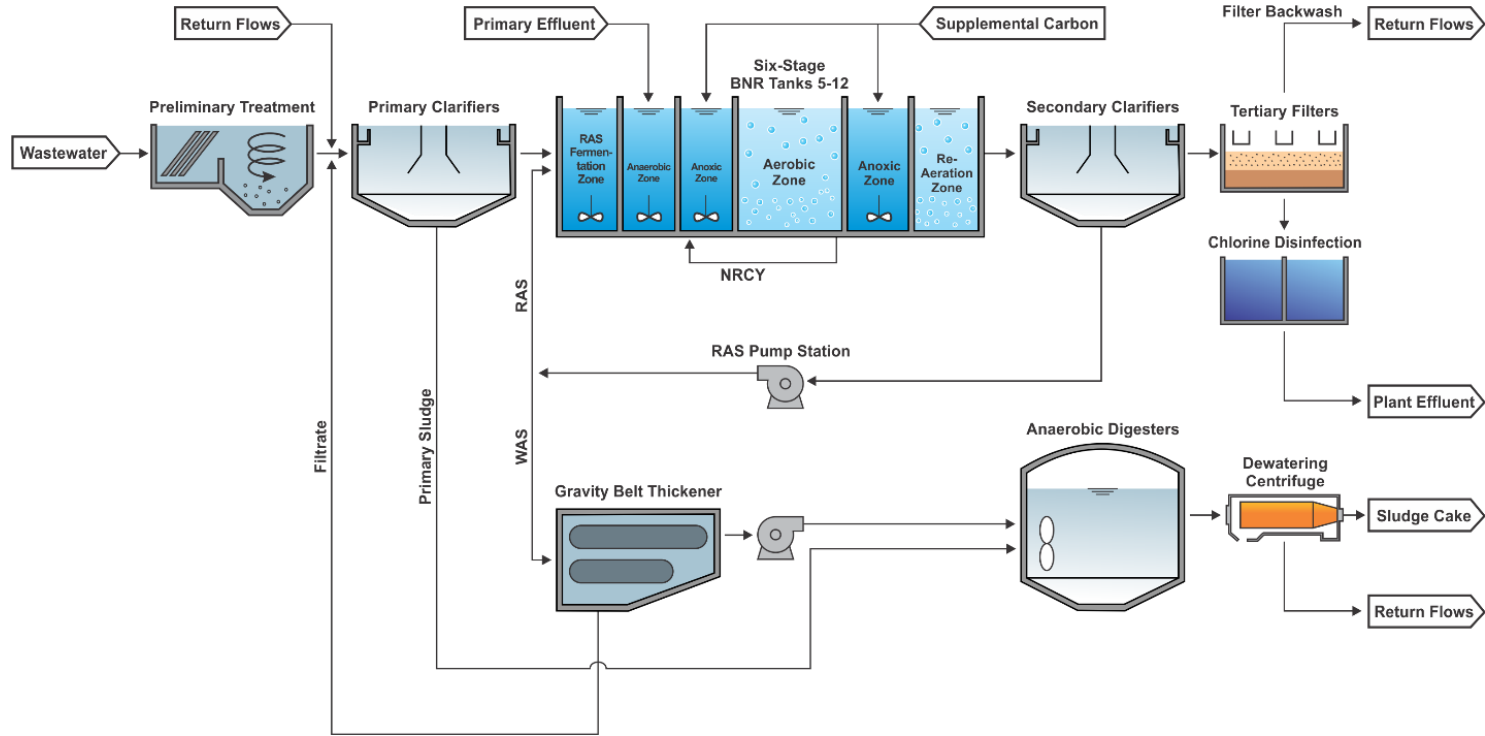 Return Flows
Primary Effluent
Supplemental Carbon
Filter Backwash
Return Flows
Six-Stage
BNR Tanks 5-12
Preliminary Treatment
Primary Clarifiers
Secondary Clarifiers
Tertiary Filters
Wastewater
RAS
Fermen-
tation
Zone
Anaerobic
Zone
Anoxic
Zone
Aerobic
Zone
Anoxic
Zone
Re-
Aeration
Zone
Chlorine Disinfection
NRCY
RAS
RAS Pump Station
Plant Effluent
Filtrate
Primary Sludge
WAS
Anaerobic Digesters
Gravity Belt Thickener
Dewatering
Centrifuge
Sludge Cake
Return Flows